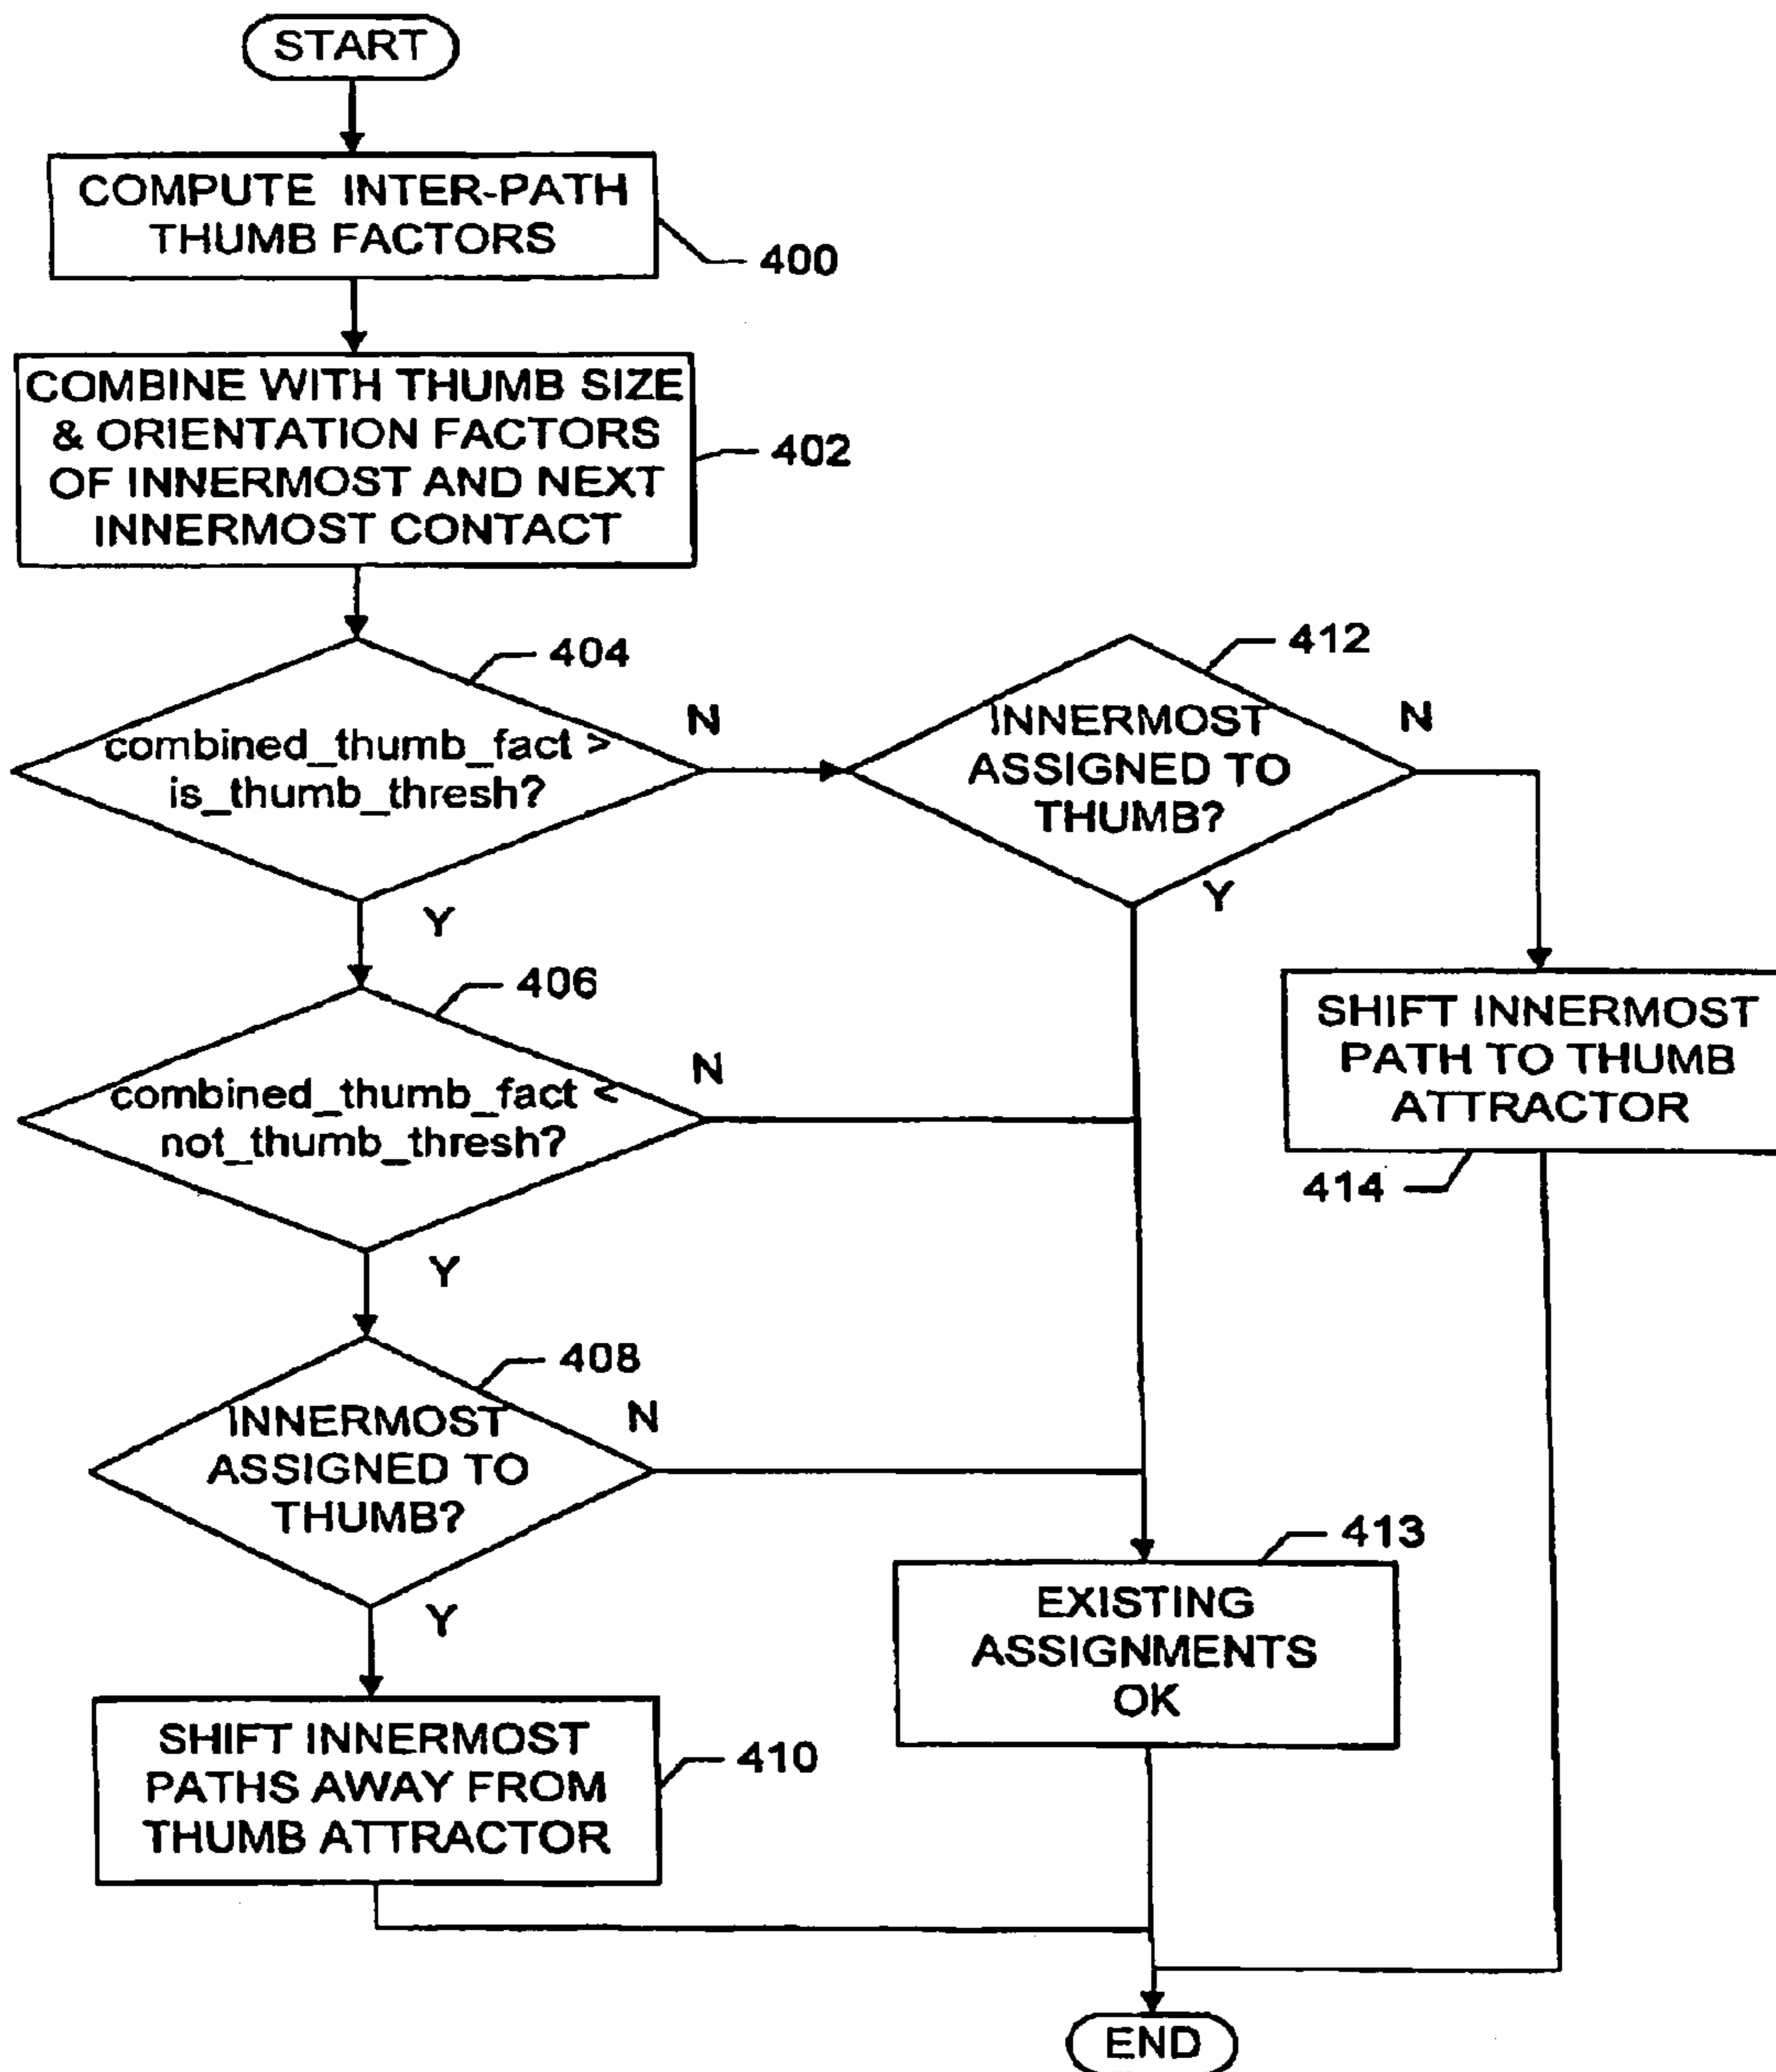 START
COMPUTE INTER-PATH
THUMB FACTORS
400
COMBINE WITH THUMB SIZE
& ORIENTATION FACTORS
OF INNERMOST AND NEXT
INNERMOST CONTACT
402
404
combined_thumb_fact >
is_thumb_thresh?
N
Y
412
INNERMOST
ASSIGNED TO
THUMB?
N
Y
406
combined_thumb_fact <
not_thumb_thresh?
N
Y
SHIFT INNERMOST
PATH TO THUMB
ATTRACTOR
414
408
INNERMOST
ASSIGNED TO
THUMB?
N
Y
413
EXISTING
ASSIGNMENTS
OK
SHIFT INNERMOST
PATHS AWAY FROM
THUMB ATTRACTOR
410
END